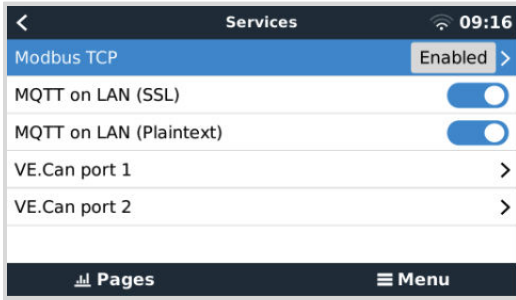 Services 09:16
Modbus TCP Enabled
MQTT on LAN (SSL)
MQTT on LAN (Plaintext)
VE.Can port 1
VE.Can port 2
Pages Menu